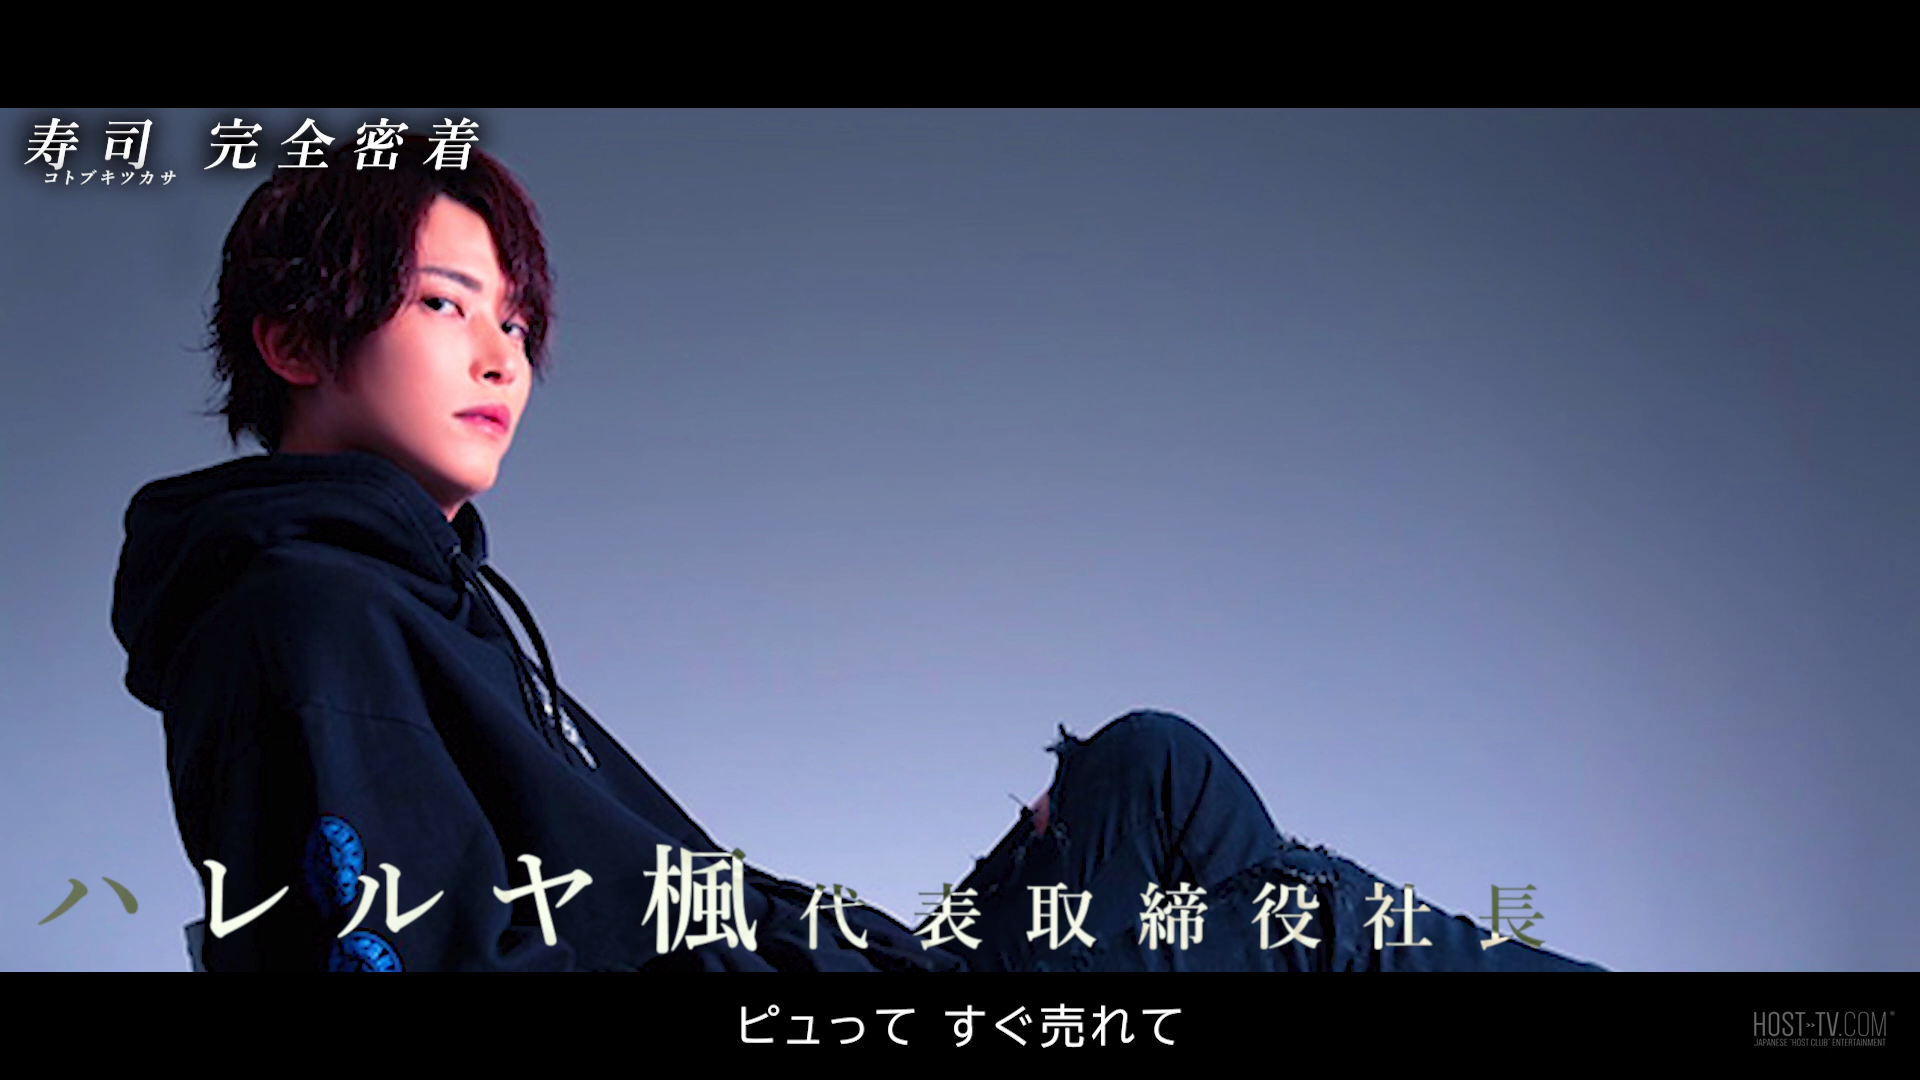 寿司 完全密着
コトブキツカサ
ハレルヤ楓 代表取締役社長
ピュって すぐ売れて
HOST-TV.COM
JAPANESE "HOST CLUB" ENTERTAINMENT